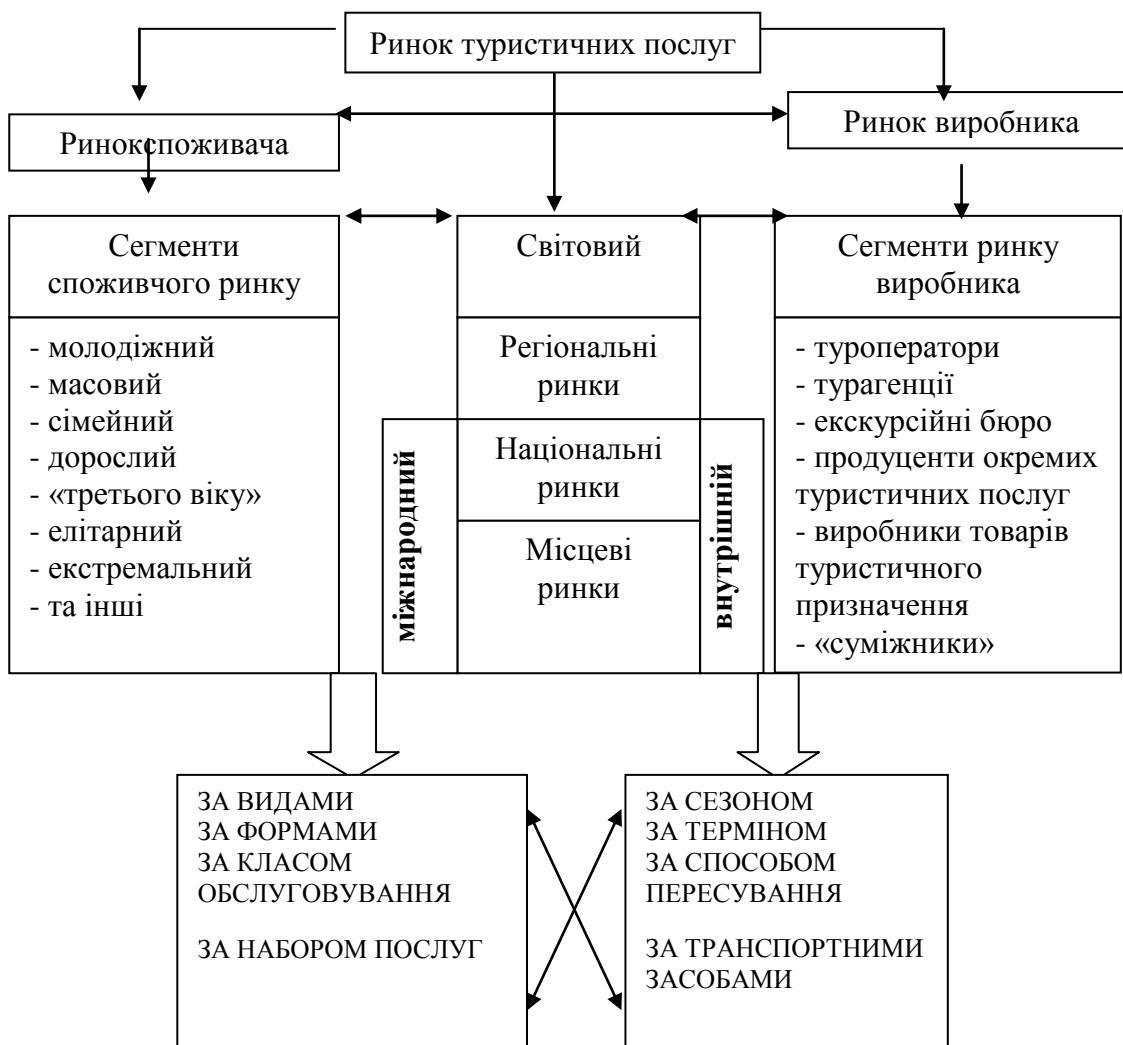 Ринок туристичних послуг
Ринокспоживача
Ринок виробника
Сегменти
споживчого ринку
- молодіжний
- масовий
- сімейний
- дорослий
- «третього віку»
- елітарний
- екстремальний
- та інші
міжнародний
Світовий
Регіональні
ринки
Національні
ринки
Місцеві
ринки
внутрішній
Сегменти ринку
виробника
- туроператори
- турагенції
- екскурсійні бюро
- продуценти окремих
туристичних послуг
- виробники товарів
туристичного
призначення
- «суміжники»
ЗА ВИДАМИ
ЗА ФОРМАМИ
ЗА КЛАСОМ
ОБСЛУГОВУВАННЯ
ЗА НАБОРОМ ПОСЛУГ
ЗА СЕЗОНОМ
ЗА ТЕРМІНОМ
ЗА СПОСОБОМ
ПЕРЕСУВАННЯ
ЗА ТРАНСПОРТНИМИ
ЗАСОБАМИ